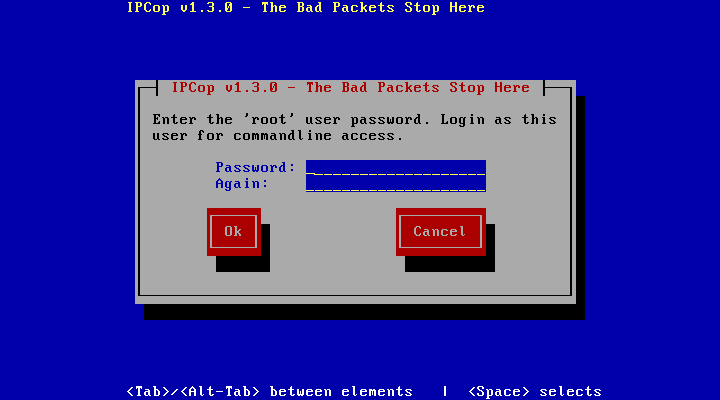 IPCop v1.3.0 - The Bad Packets Stop Here
IPCop v1.3.0 - The Bad Packets Stop Here
Enter the 'root' user password. Login as this
user for commandline access.
Password:
Again:
Ok Cancel
<Tab>/<Alt-Tab> between elements | <Space> selects